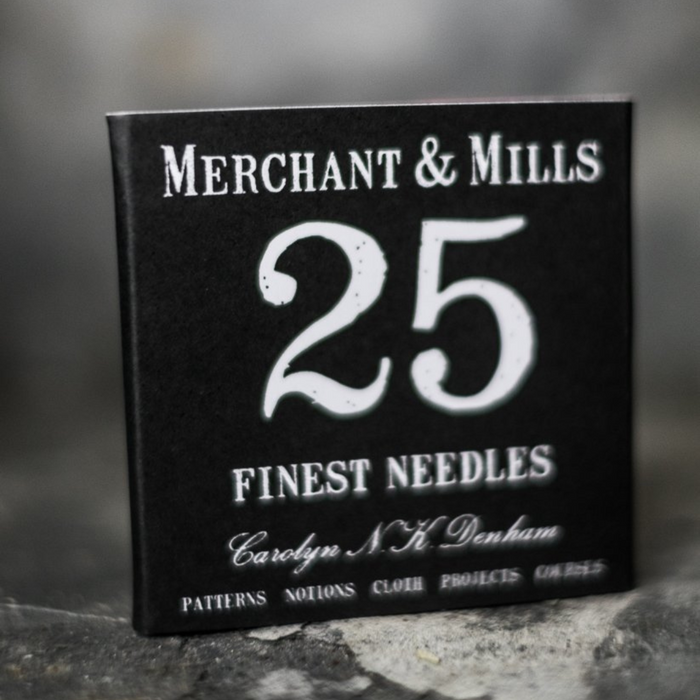 MERCHANT & MILLS
25
FINEST NEEDLES
Carolyn N.K. Denham
PATTERNS NOTIONS CLOTH PROJECTS COURSES